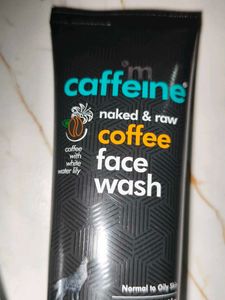 'm
caffeine
naked & raw
coffee
face
wash
coffee
with
white
water lily
Normal to Oily Skin